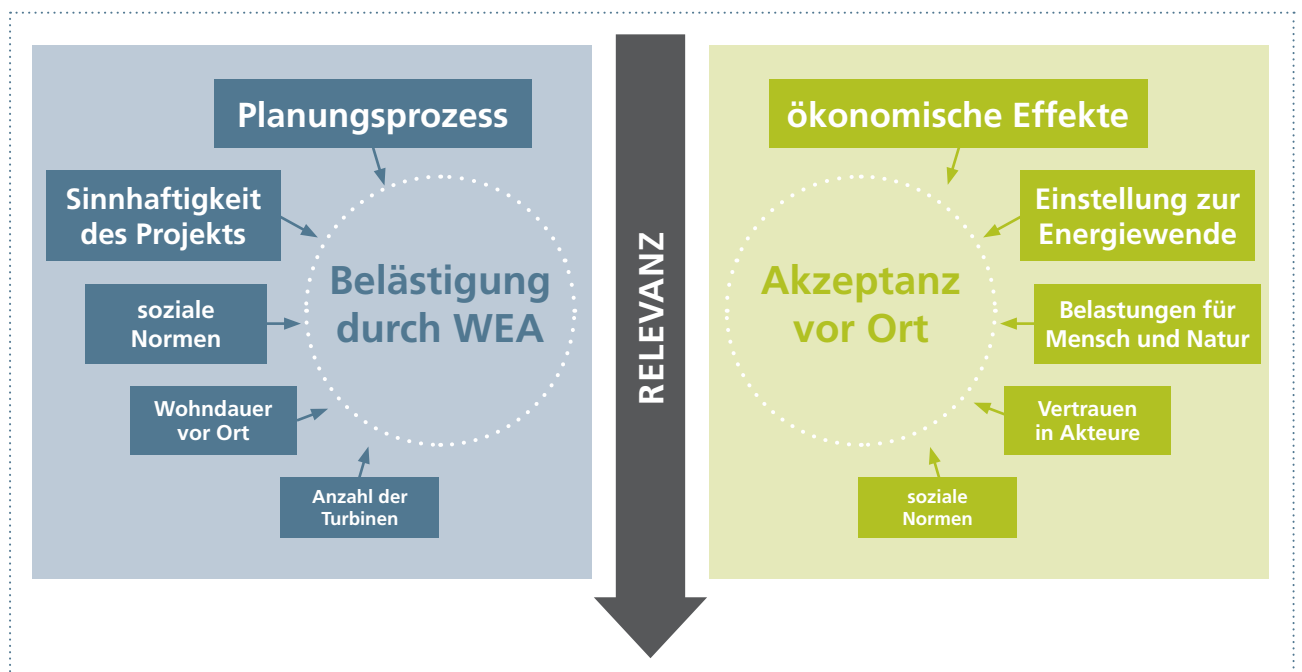 Planungsprozess
Sinnhaftigkeit
des Projekts
soziale
Normen
Wohndauer
vor Ort
Anzahl der
Turbinen
Belästigung
durch WEA
RELEVANZ
ökonomische Effekte
Einstellung zur
Energiewende
Belastungen für
Mensch und Natur
Vertrauen
in Akteure
soziale
Normen
Akzeptanz
vor Ort